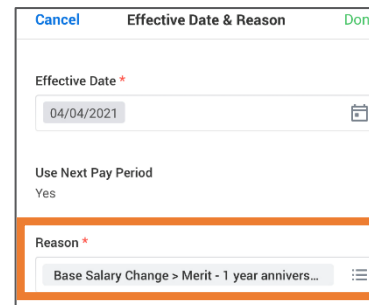 Cancel Effective Date & Reason Don
Effective Date *
04/04/2021
Use Next Pay Period
Yes
Reason *
Base Salary Change > Merit - 1 year annivers...